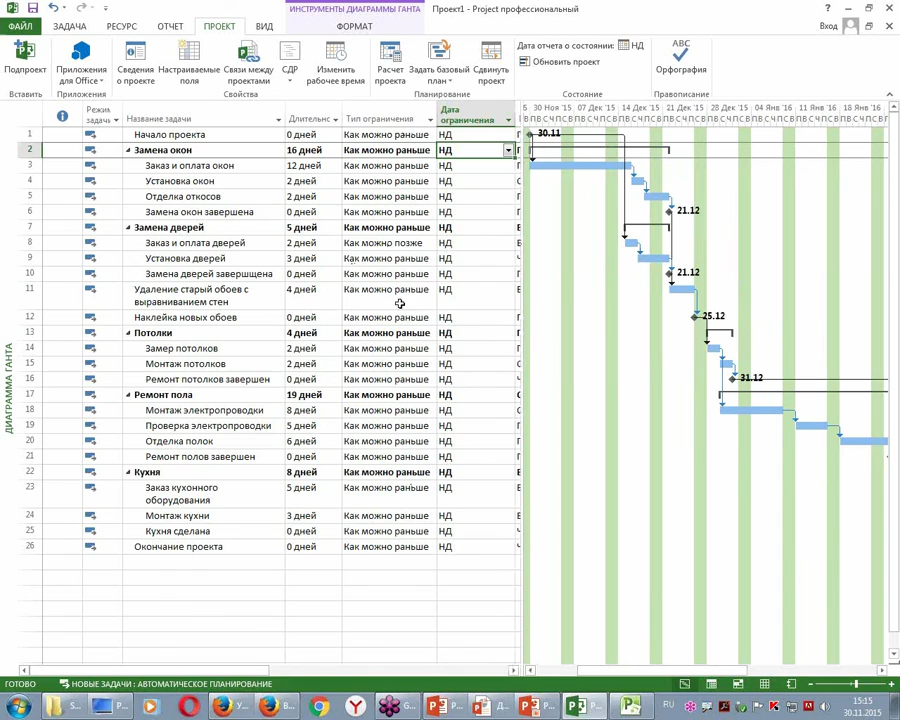 ИНСТРУМЕНТЫ ДИАГРАММЫ ГАНТА
Проект1 - Project профессиональный
ФАЙЛ ЗАДАЧА РЕСУРС ОТЧЕТ ПРОЕКТ ВИД ФОРМАТ Вход
Подпроект
Приложения для Office
Сведения о проекте
Настраиваемые поля
Связи между проектами
СДР
Изменить рабочее время
Расчет проекта
Задать базовый план
Сдвинуть проект
Дата отчета о состоянии: НД
Обновить проект
ABC
Орфография
Вставить Свойства Планирование Состояние Правописание
Режим задачи Название задачи Длительнс Тип ограничения Дата ограничения
5 30 Ноя '15 07 Дек '15 14 Дек '15 21 Дек '15 28 Дек '15 04 Янв '16 11 Янв '16 18 Янв '16
1 Начало проекта 0 дней Как можно раньше НД 30.11
2 Замена окон 16 дней Как можно раньше НД
3 Заказ и оплата окон 12 дней Как можно раньше НД
4 Установка окон 2 дней Как можно раньше НД
5 Отделка откосов 2 дней Как можно раньше НД
6 Замена окон завершена 0 дней Как можно раньше НД 21.12
7 Замена дверей 5 дней Как можно раньше НД
8 Заказ и оплата дверей 2 дней Как можно позже НД
9 Установка дверей 3 дней Как можно раньше НД
10 Замена дверей завершщена 0 дней Как можно раньше НД 21.12
11 Удаление старый обоев с выравниванием стен 4 дней Как можно раньше НД
12 Наклейка новых обоев 0 дней Как можно раньше НД 25.12
13 Потолки 4 дней Как можно раньше НД
14 Замер потолков 2 дней Как можно раньше НД
15 Монтаж потолков 2 дней Как можно раньше НД
16 Ремонт потолков завершен 0 дней Как можно раньше НД 31.12
17 Ремонт пола 19 дней Как можно раньше НД
18 Монтаж электропроводки 8 дней Как можно раньше НД
19 Проверка электропроводки 2 дней Как можно раньше НД
20 Отделка полок 6 дней Как можно раньше НД
21 Ремонт полов завершен 0 дней Как можно раньше НД
22 Кухня 8 дней Как можно раньше НД
23 Заказ кухонного оборудования 5 дней Как можно раньше НД
24 Монтаж кухни 3 дней Как можно раньше НД
25 Кухня сделана 0 дней Как можно раньше НД
26 Окончание проекта 0 дней Как можно раньше НД
ДИАГРАММА ГАНТА
ГОТОВО НОВЫЕ ЗАДАЧИ : АВТОМАТИЧЕСКОЕ ПЛАНИРОВАНИЕ
RU 15:15
30.11.2015